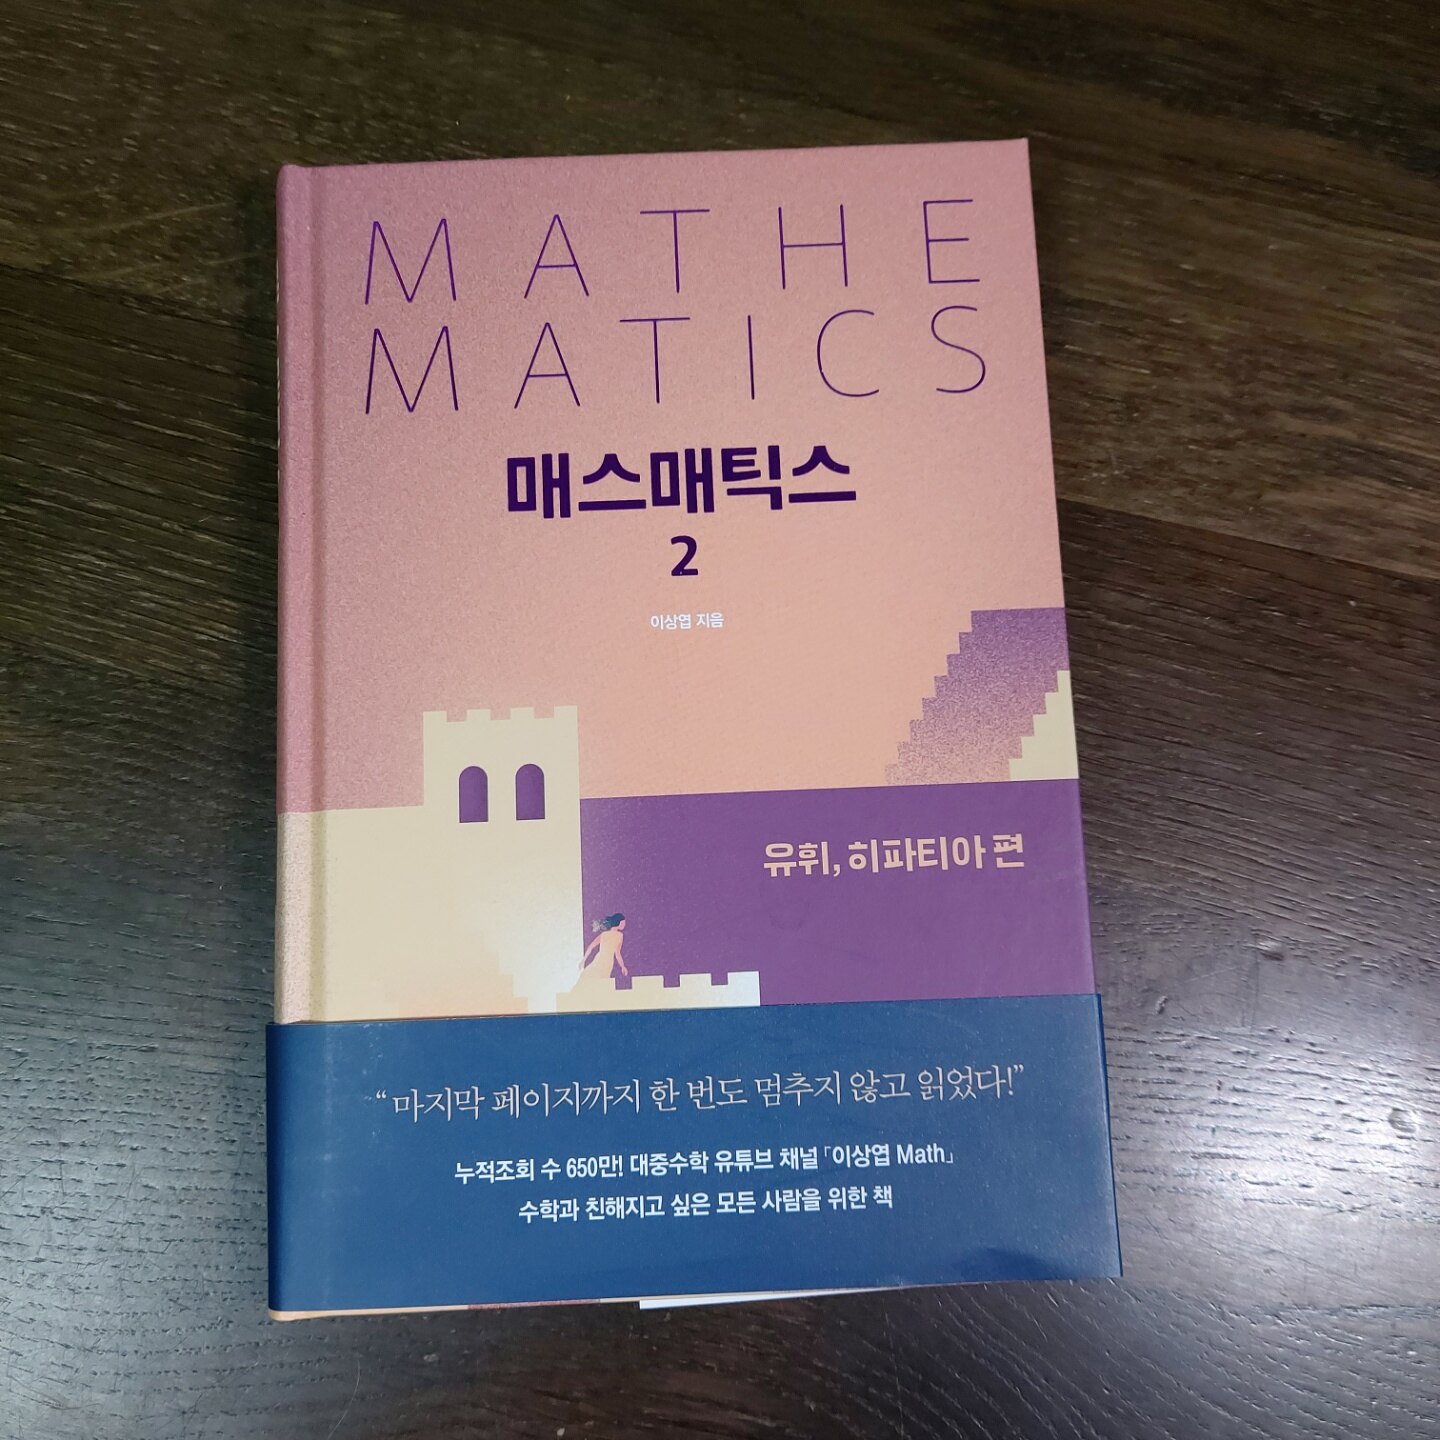 MATHE
MATICS
매스매틱스
2
이상엽 지음
유휘, 히파티아 편
“마지막 페이지까지 한 번도 멈추지 않고 읽었다!”
누적조회 수 650만! 대중수학 유튜브 채널 「이상엽 Math」
수학과 친해지고 싶은 모든 사람을 위한 책